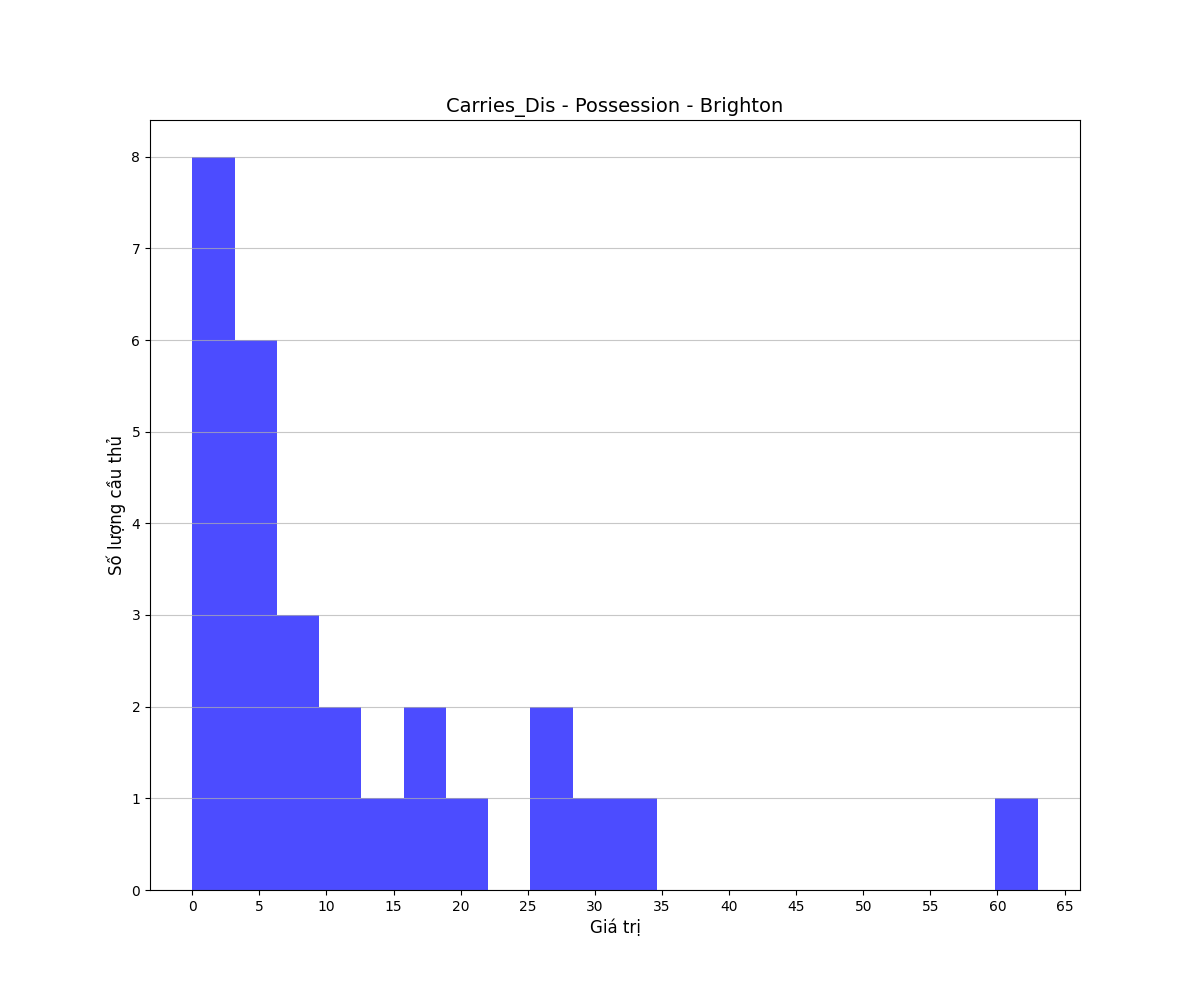 Carries_Dis - Possession - Brighton
8
7
6
5
4
3
2
1
0
Số lượng cầu thủ
0 5 10 15 20 25 30 35 40 45 50 55 60 65
Giá trị